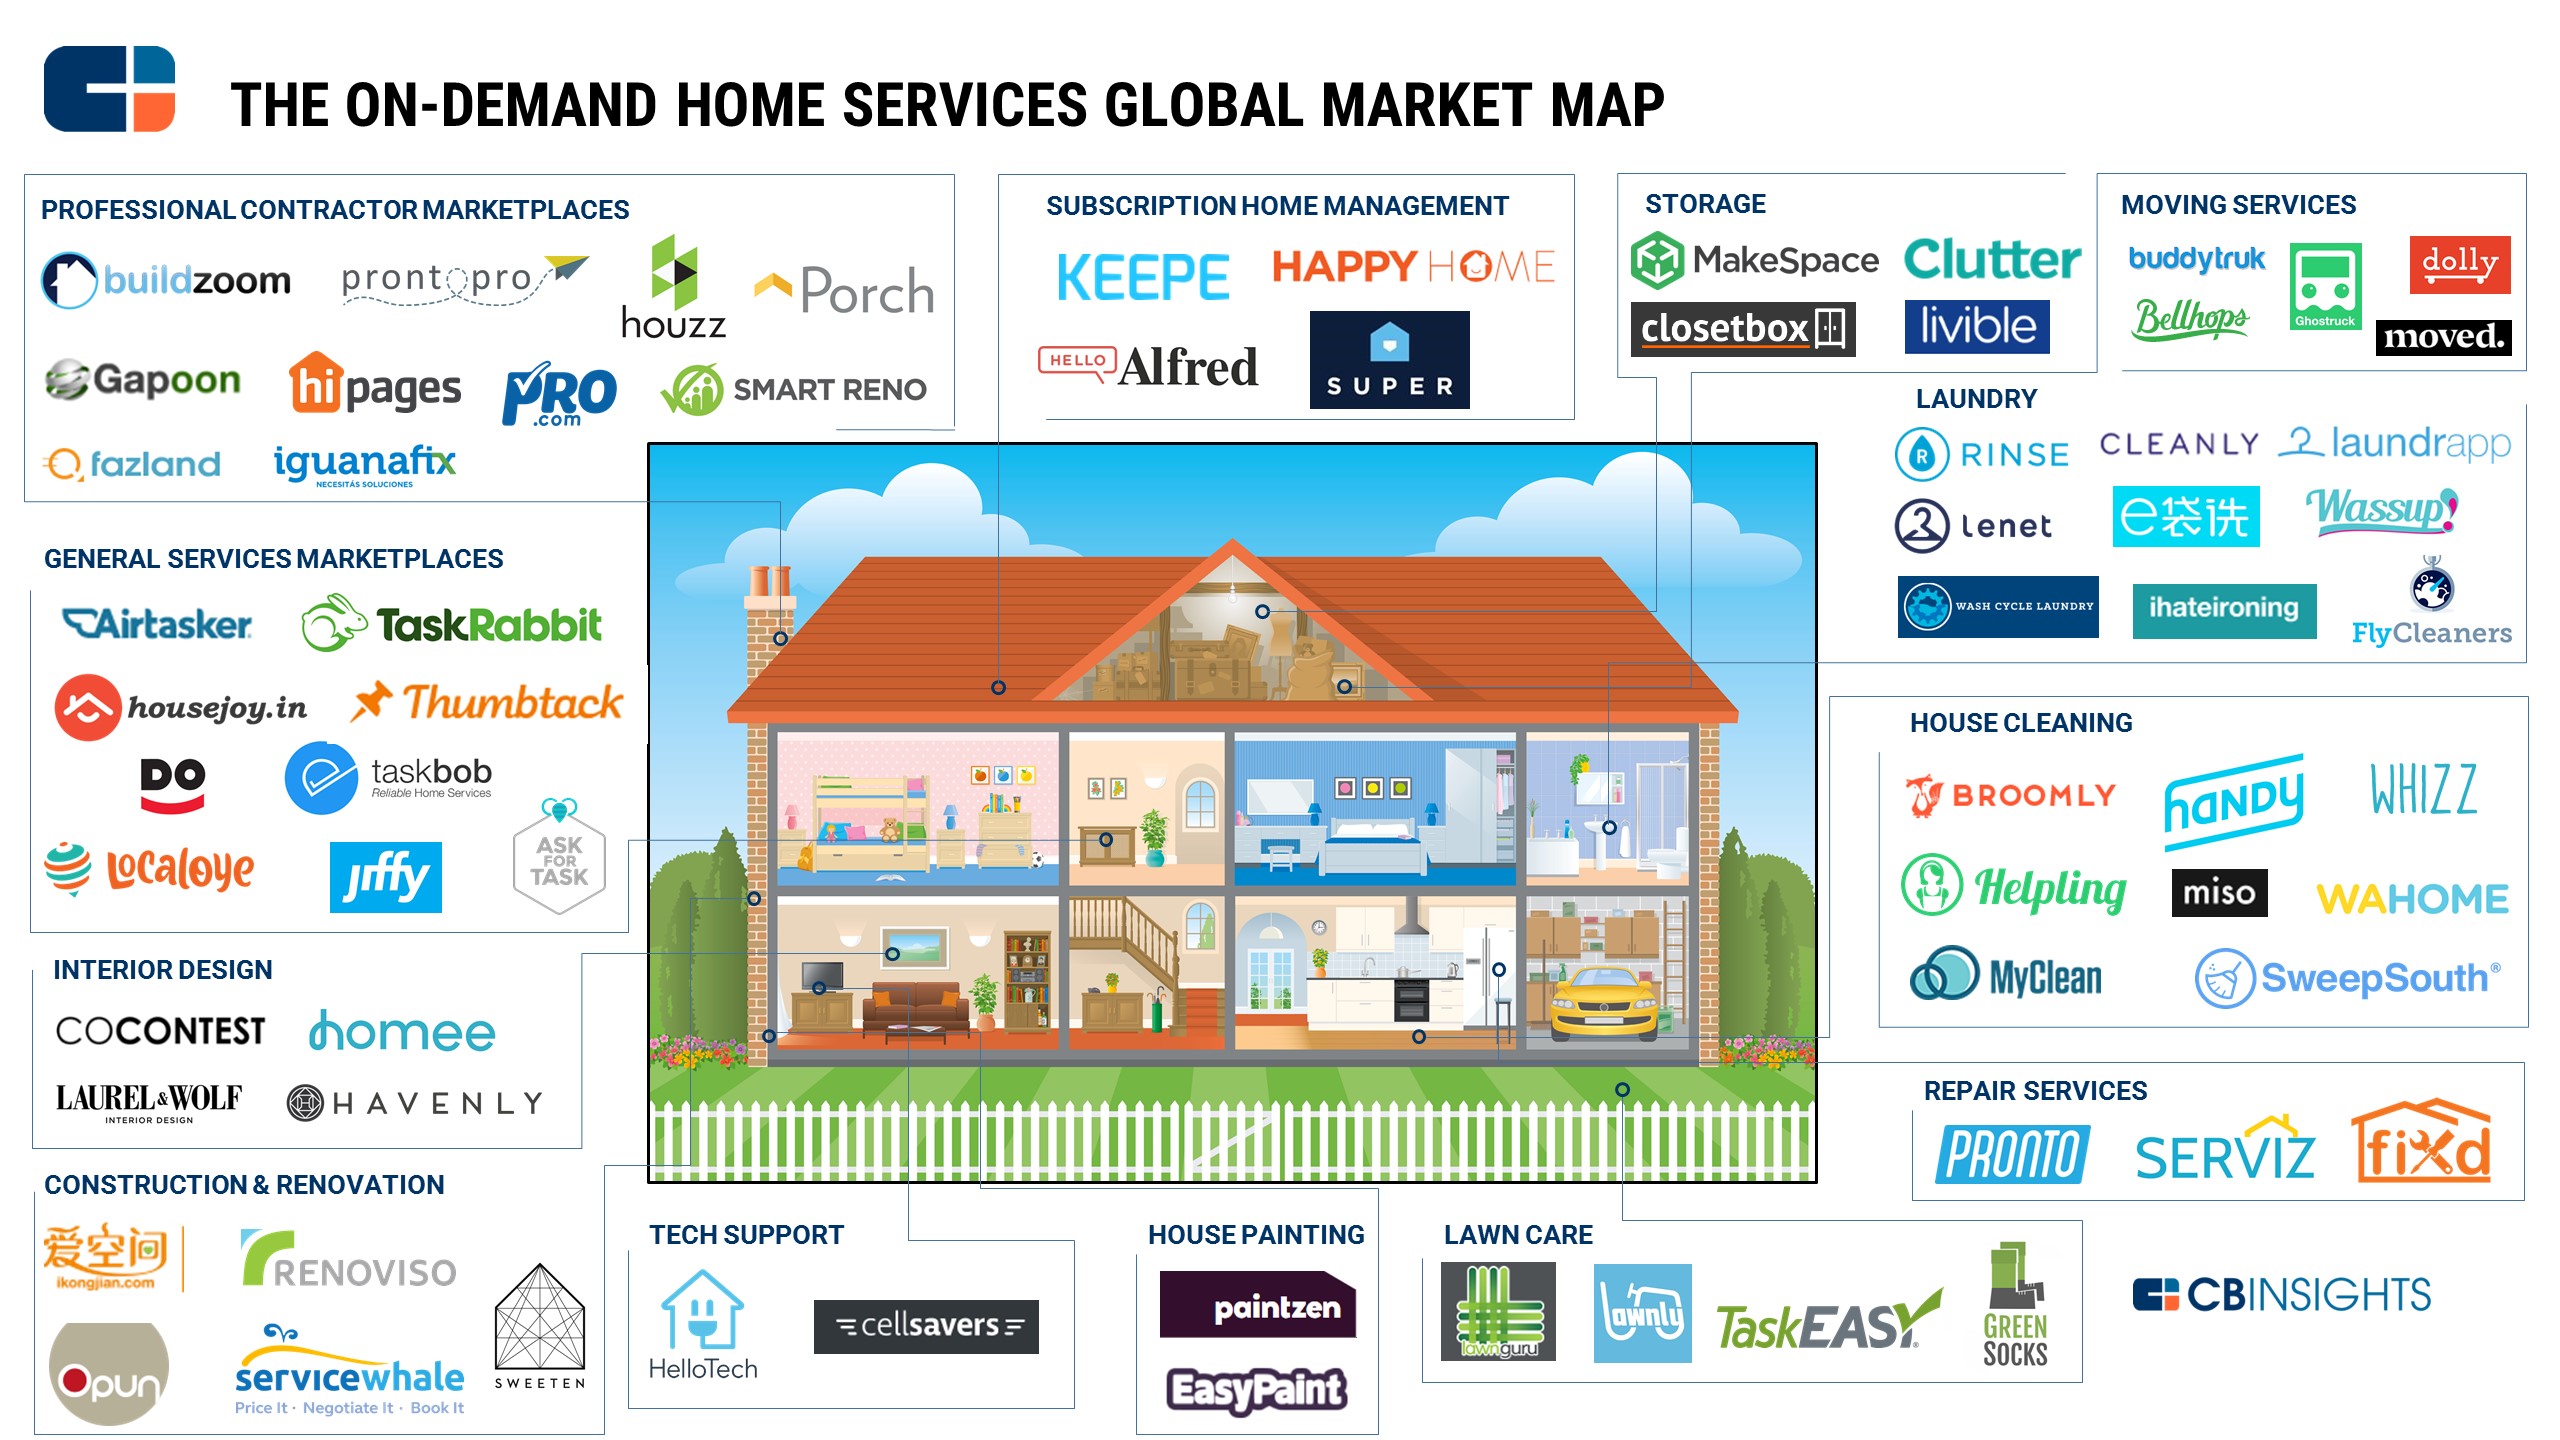 THE ON-DEMAND HOME SERVICES GLOBAL MARKET MAP
PROFESSIONAL CONTRACTOR MARKETPLACES
buildzoom
prontopro
houzz
Porch
Gapoon
hipages
PRO
.com
SMART RENO
fazland
iguanafix
NECESITÁS SOLUCIONES
SUBSCRIPTION HOME MANAGEMENT
KEEPE
HAPPY HOME
HELLO Alfred
SUPER
STORAGE
MakeSpace
Clutter
closetbox
livible
MOVING SERVICES
buddytruk
Ghostruck
dolly
Bellhops
moved.
LAUNDRY
RINSE
CLEANLY
laundrapp
lenet
e袋洗
Wassup!
WASH CYCLE LAUNDRY
ihateironing
FlyCleaners
GENERAL SERVICES MARKETPLACES
Airtasker
TaskRabbit
housejoy.in
Thumbtack
DO
taskbob
Reliable Home Services
LOCALOYE
jiffy
ASK
FOR
TASK
HOUSE CLEANING
BROOMLY
HANDY
WHIZZ
Helpling
miso
WAHOME
MyClean
SweepSouth®
INTERIOR DESIGN
COCONTEST
homee
LAUREL & WOLF
INTERIOR DESIGN
HAVENLY
REPAIR SERVICES
PRONTO
SERVIZ
fixd
CONSTRUCTION & RENOVATION
爱空间
ikongjian.com
RENOVISO
SWEETEN
Opun
servicewhale
Price It · Negotiate It · Book It
TECH SUPPORT
HelloTech
cellsavers
HOUSE PAINTING
paintzen
EasyPaint
LAWN CARE
lawnguru
lawnly
TaskEASY
GREEN
SOCKS
CBINSIGHTS